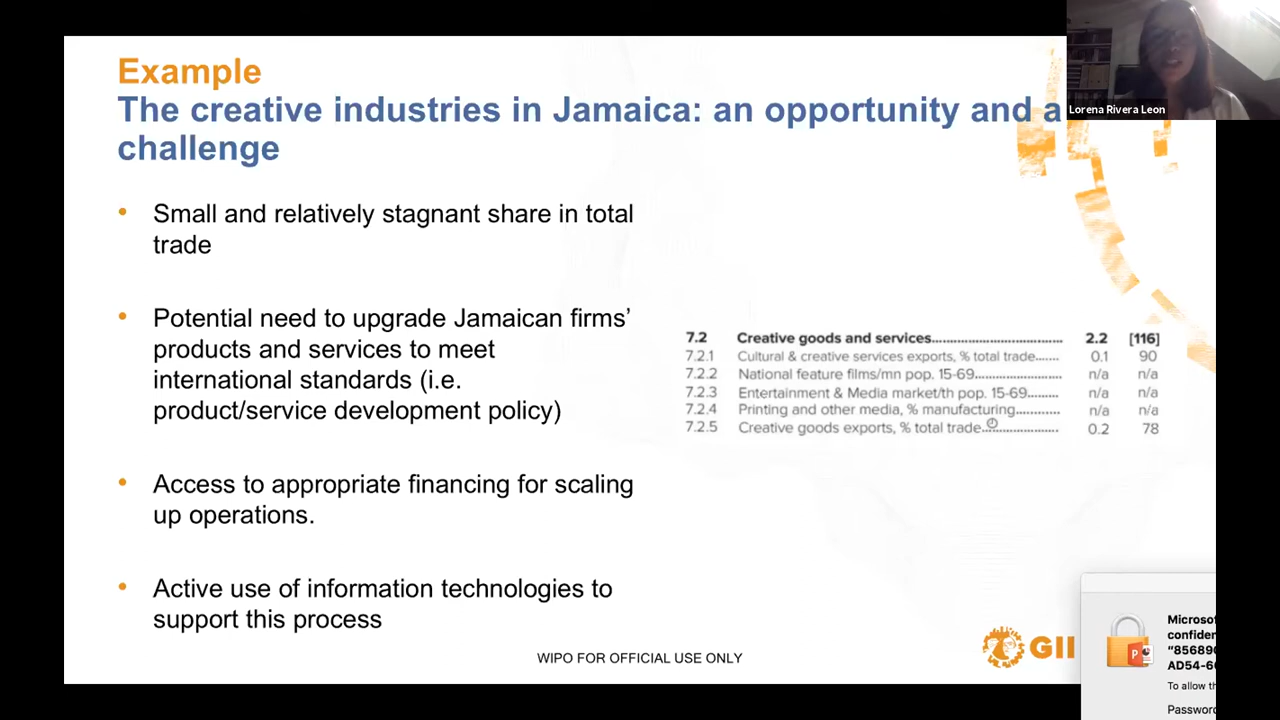 Example
The creative industries in Jamaica: an opportunity and a
challenge
Lorena Rivera Leon
• Small and relatively stagnant share in total
trade
• Potential need to upgrade Jamaican firms’
products and services to meet
international standards (i.e.
product/service development policy)
• Access to appropriate financing for scaling
up operations.
• Active use of information technologies to
support this process
7.2 Creative goods and services 2.2 [116]
7.2.1 Cultural & creative services exports, % total trade 0.1 90
7.2.2 National feature films/mn pop. 15-69 n/a n/a
7.2.3 Entertainment & Media market/th pop. 15-69 n/a n/a
7.2.4 Printing and other media, % manufacturing n/a n/a
7.2.5 Creative goods exports, % total trade 0.2 78
WIPO FOR OFFICIAL USE ONLY
GII
Microsof
confiden
"85689
AD54-6
To allow th
Password